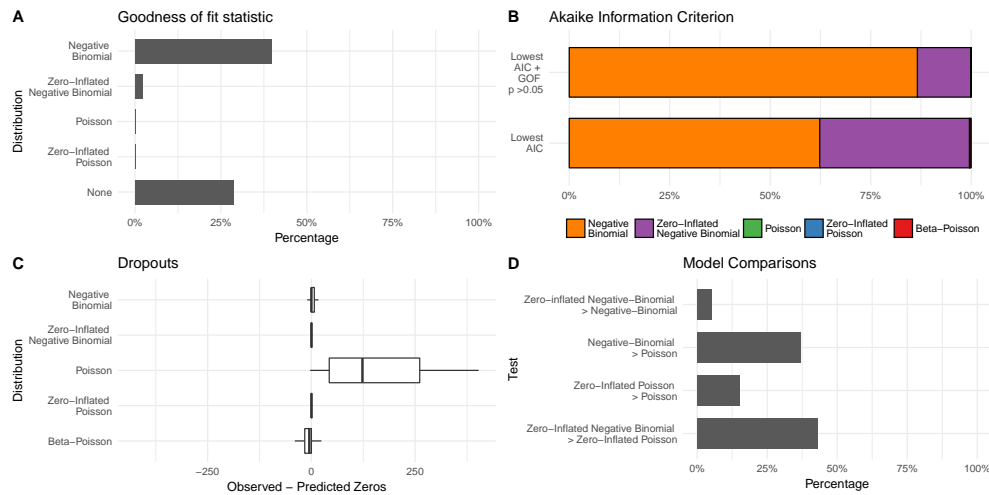 A
Goodness of fit statistic
Distribution
Negative
Binomial
Zero−Inflated
Negative Binomial
Poisson
Zero−Inflated
Poisson
None
0%
25%
50%
75%
100%
Percentage
B
Akaike Information Criterion
Lowest
AIC +
GOF
p >0.05
Lowest
AIC
0%
25%
50%
75%
100%
Negative
Binomial
Zero−Inflated
Negative Binomial
Poisson
Zero−Inflated
Poisson
Beta−Poisson
C
Dropouts
Distribution
Negative
Binomial
Zero−Inflated
Negative Binomial
Poisson
Zero−Inflated
Poisson
Beta−Poisson
−250
0
250
Observed − Predicted Zeros
D
Model Comparisons
Test
Zero−inflated Negative−Binomial
> Negative−Binomial
Negative−Binomial
> Poisson
Zero−Inflated Poisson
> Poisson
Zero−Inflated Negative Binomial
> Zero−Inflated Poisson
0%
25%
50%
75%
100%
Percentage